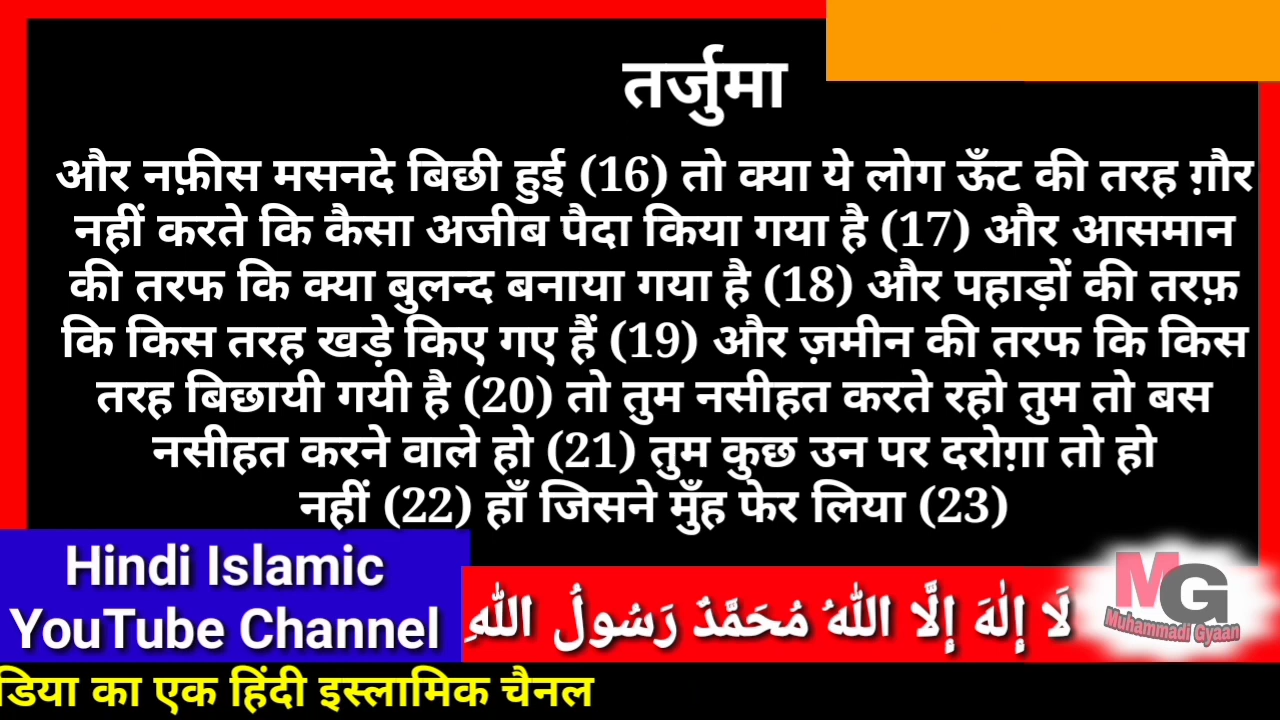 तर्जुमा
और नफ़ीस मसनदे बिछी हुई (16) तो क्या ये लोग ऊँट की तरह ग़ौर
नहीं करते कि कैसा अजीब पैदा किया गया है (17) और आसमान
की तरफ कि क्या बुलन्द बनाया गया है (18) और पहाड़ों की तरफ़
कि किस तरह खड़े किए गए हैं (19) और ज़मीन की तरफ कि किस
तरह बिछायी गयी है (20) तो तुम नसीहत करते रहो तुम तो बस
नसीहत करने वाले हो (21) तुम कुछ उन पर दरोग़ा तो हो
नहीं (22) हाँ जिसने मुँह फेर लिया (23)
Hindi Islamic
YouTube Channel
لَا إِلٰهَ إِلَّا اللهُ مُحَمَّدٌ رَسُولُ اللهِ
MG
Muhammadi Gyaan
डिया का एक हिंदी इस्लामिक चैनल